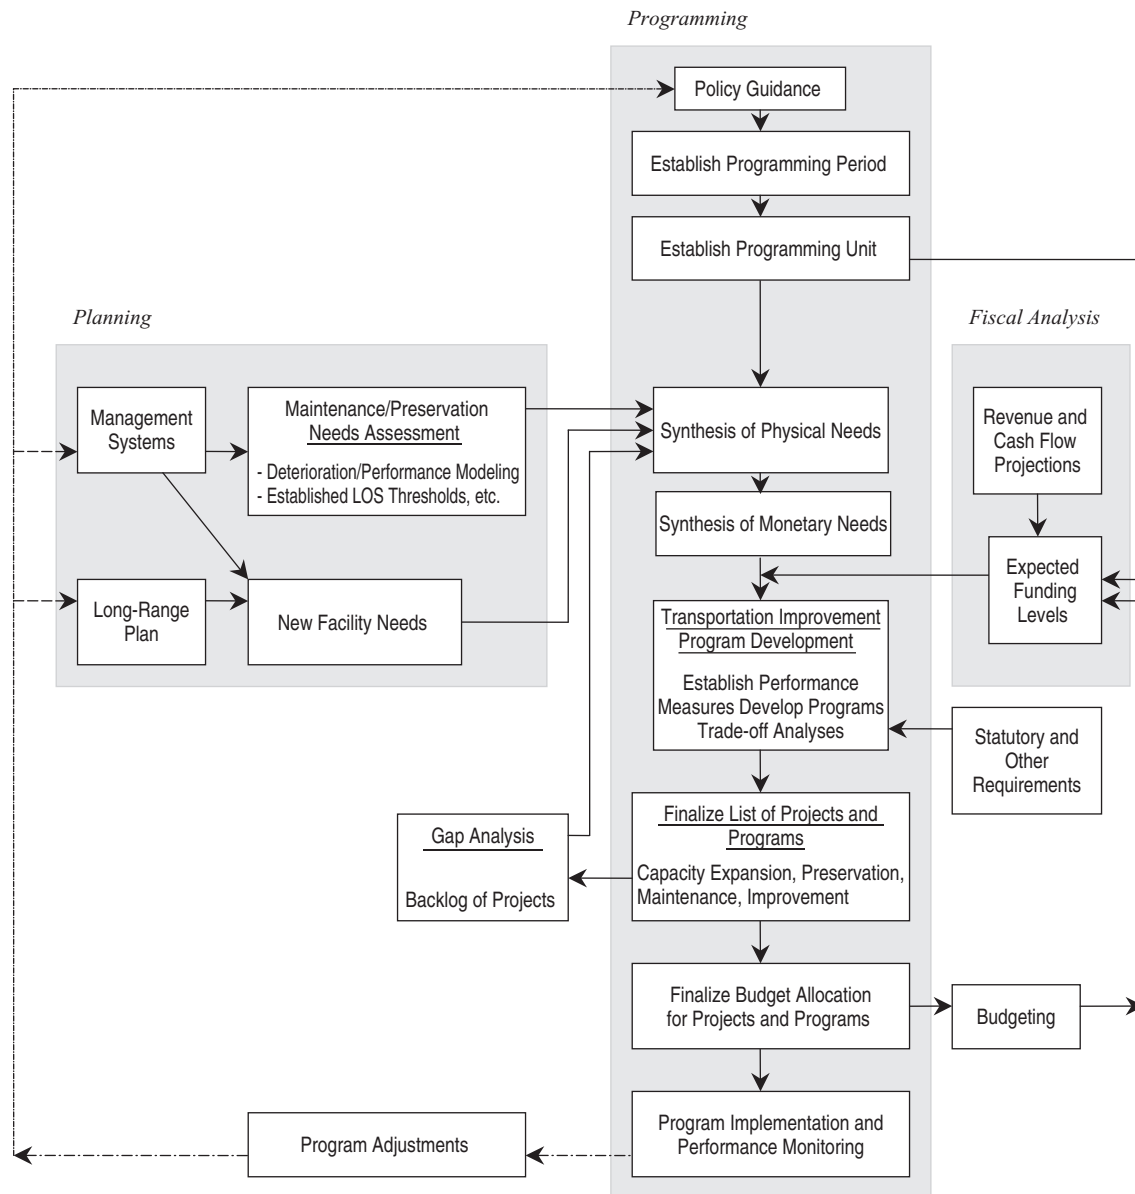 Programming
Policy Guidance
Establish Programming Period
Establish Programming Unit
Planning
Fiscal Analysis
Management
Systems
Maintenance/Preservation
Needs Assessment
- Deterioration/Performance Modeling
- Established LOS Thresholds, etc.
Synthesis of Physical Needs
Revenue and
Cash Flow
Projections
Synthesis of Monetary Needs
Long-Range
Plan
New Facility Needs
Expected
Funding
Levels
Transportation Improvement
Program Development
Establish Performance
Measures Develop Programs
Trade-off Analyses
Statutory and
Other
Requirements
Gap Analysis
Backlog of Projects
Finalize List of Projects and
Programs
Capacity Expansion, Preservation,
Maintenance, Improvement
Finalize Budget Allocation
for Projects and Programs
Budgeting
Program Adjustments
Program Implementation and
Performance Monitoring